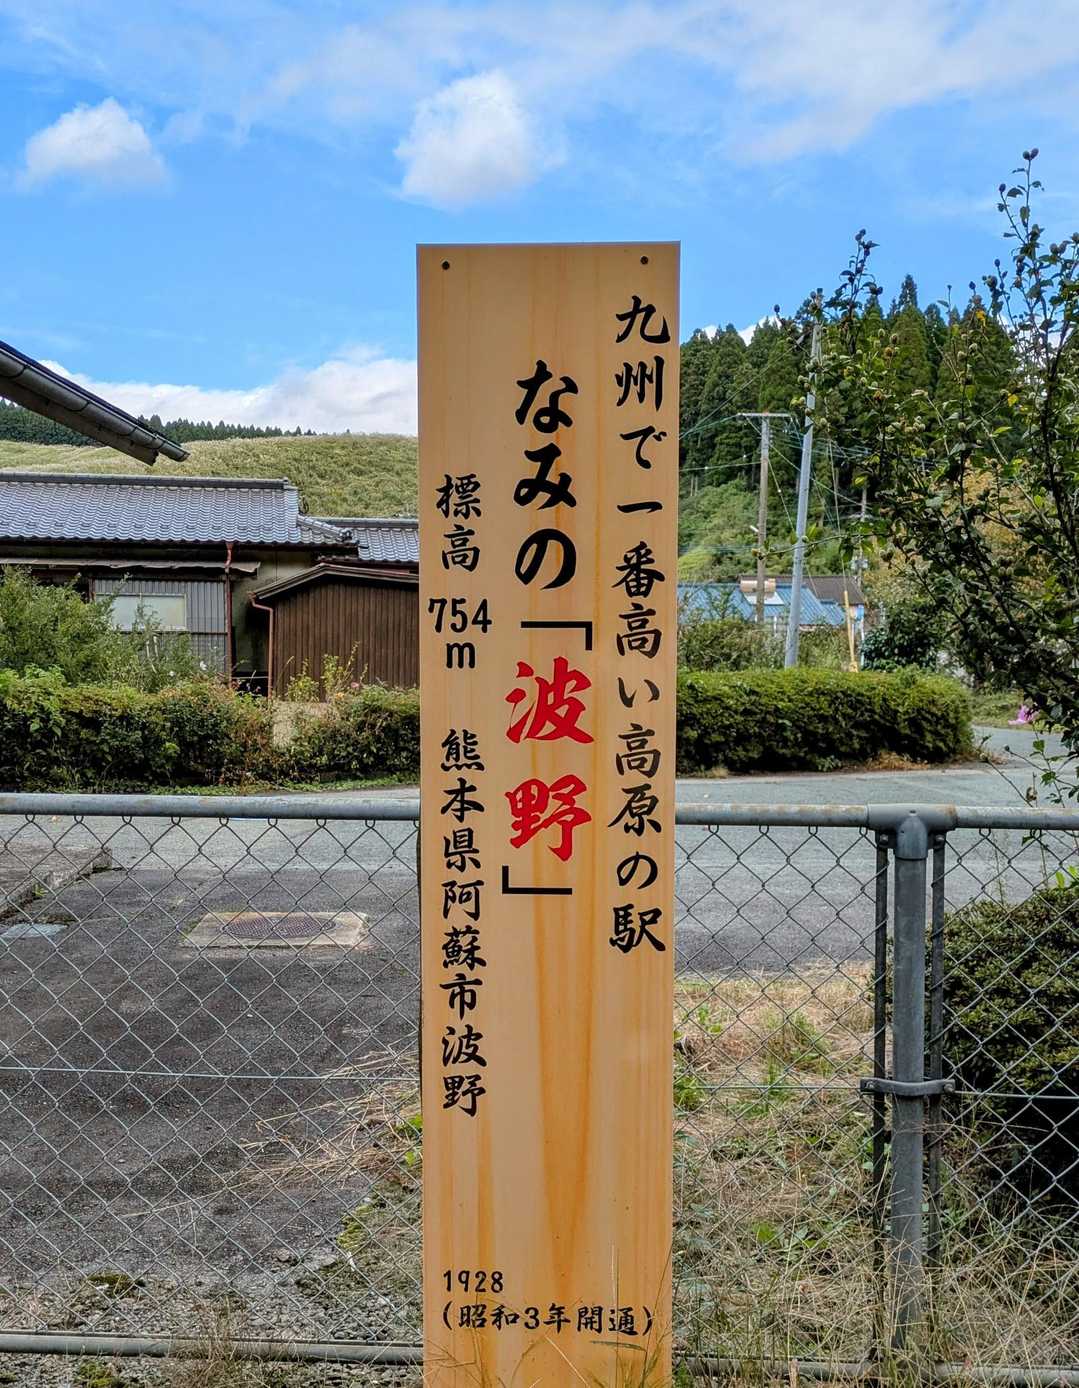 九州で一番高い高原の駅
なみの「波野」
標高 754m 熊本県阿蘇市波野
1928
(昭和3年開通)